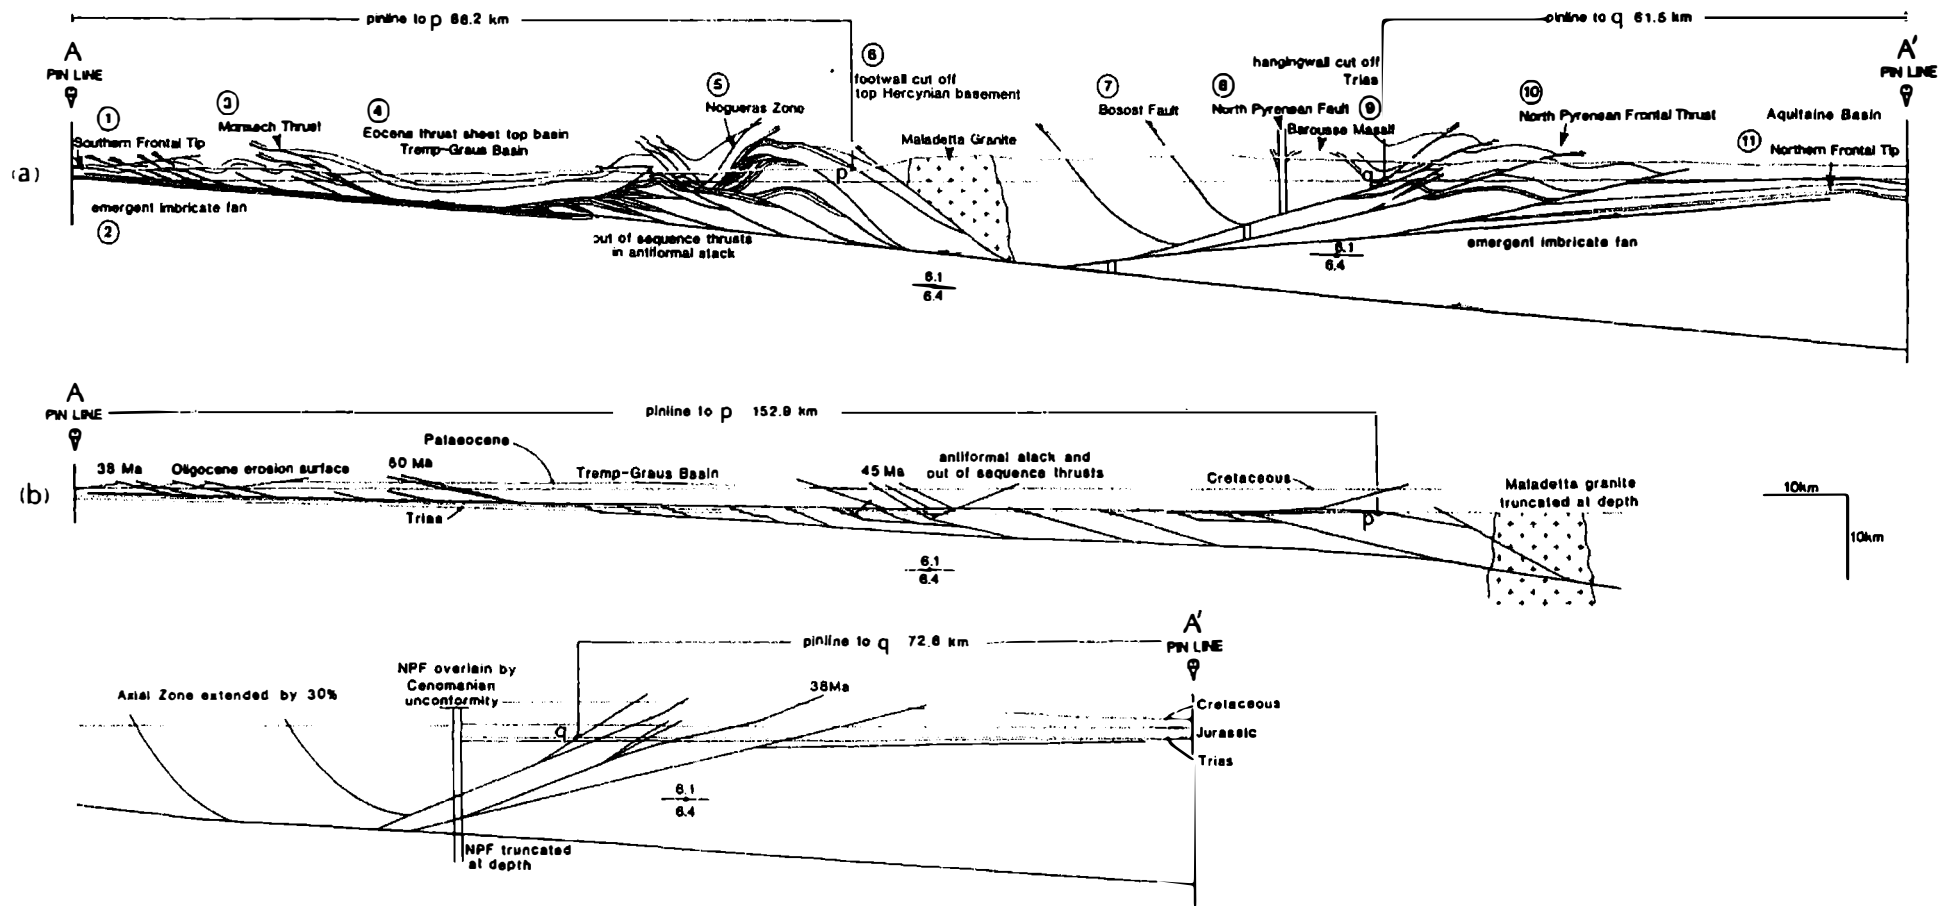 pinline to p 86.2 km
pinline to q 61.5 km
A
PIN LINE
A'
PIN LINE
(a)
1
Southern Frontal Tip
2
emergent imbricate fan
3
Monsech Thrust
4
Eocene thrust sheet top basin
Tremp-Graus Basin
5
Nogueras Zone
6
footwall cut off
top Hercynian basement
Maladetta Granite
p
out of sequence thrusts
in antiformal stack
6.1
6.4
7
Bosost Fault
8
North Pyrenean Fault
hangingwall cut off
Trias
9
Barousse Massif
q
10
North Pyrenean Frontal Thrust
Aquitaine Basin
11
Northern Frontal Tip
6.1
6.4
emergent imbricate fan
A
PIN LINE
pinline to p 152.9 km
(b)
38 Ma
Oligocene erosion surface
Palaeocene
60 Ma
Tremp-Graus Basin
45 Ma
antiformal stack and
out of sequence thrusts
Cretaceous
Maladetta granite
truncated at depth
10km
10km
Trias
p
6.1
6.4
pinline to q 72.6 km
A'
PIN LINE
Axial Zone extended by 30%
NPF overlain by
Cenomanian
unconformity
q
38Ma
Cretaceous
Jurassic
Trias
6.1
6.4
NPF truncated
at depth